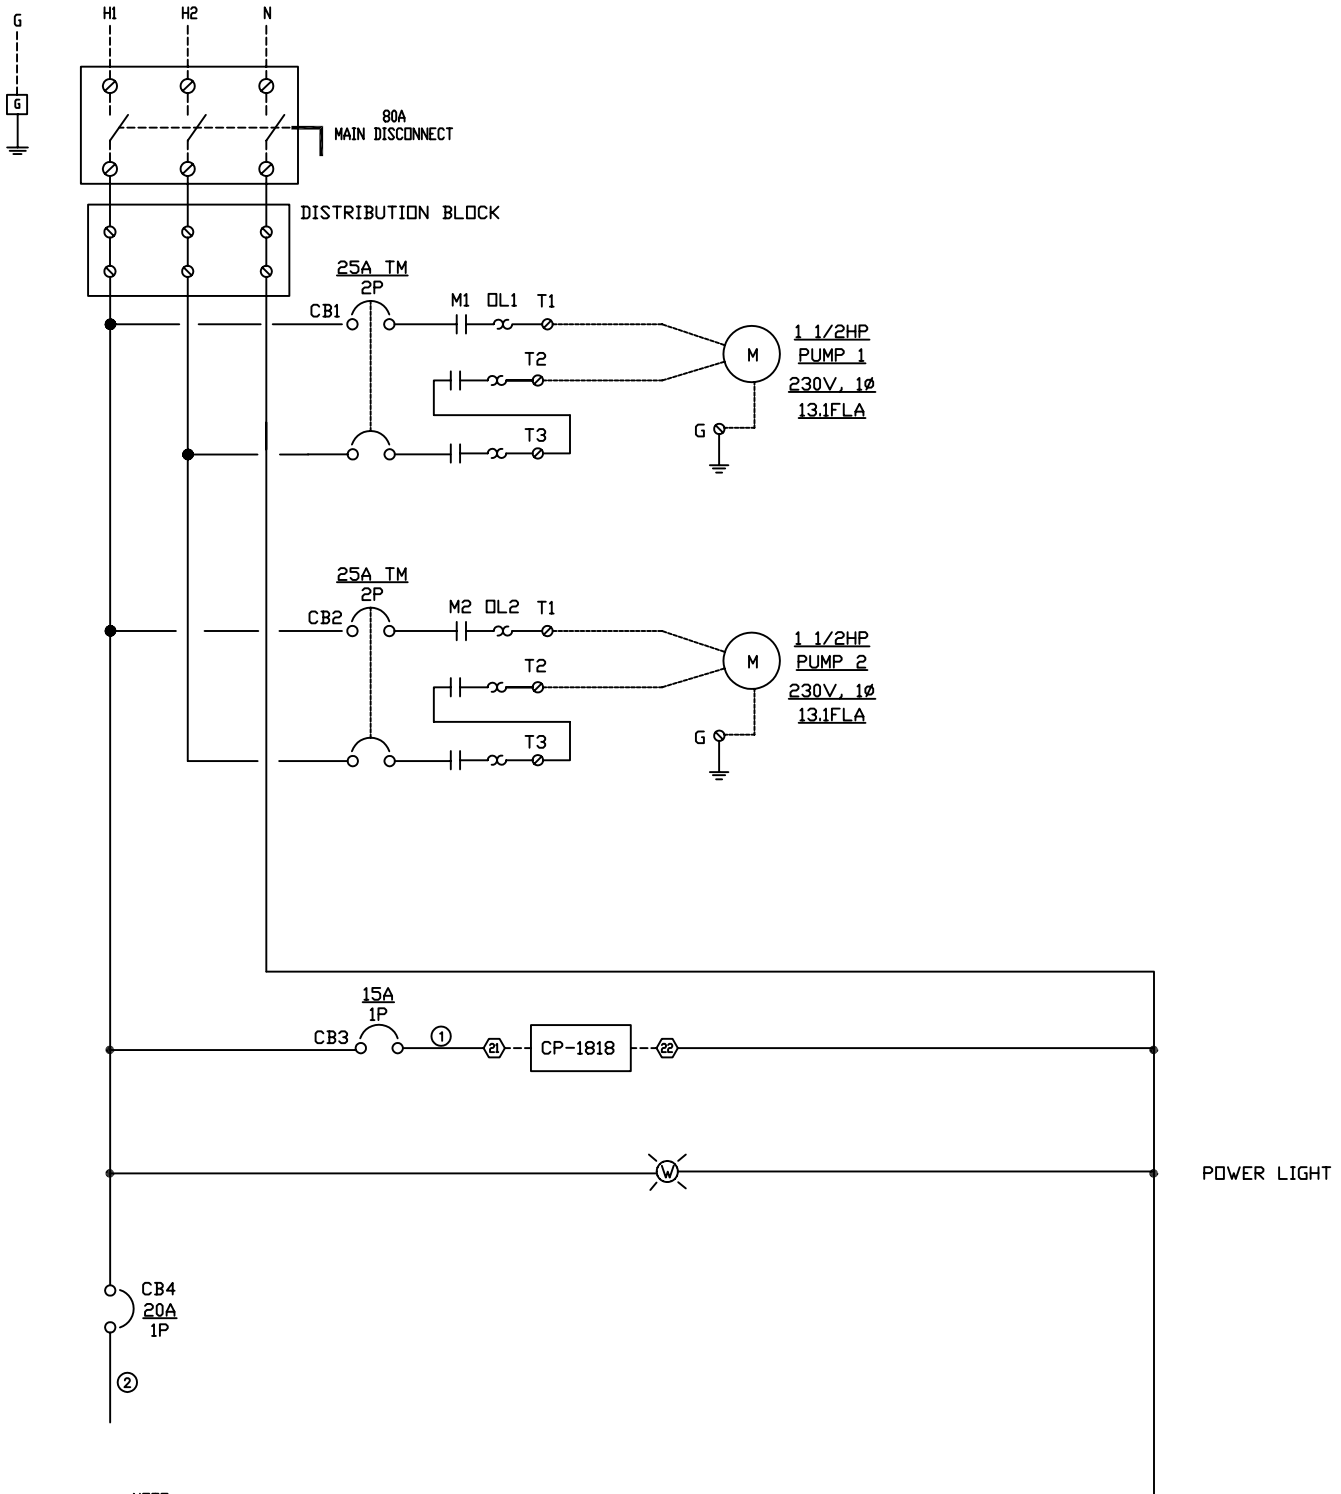 G
H1 H2 N
G
80A
MAIN DISCONNECT
DISTRIBUTION BLOCK
25A TM
2P
CB1
M1 OL1 T1
T2
T3
M
G
1 1/2HP
PUMP 1
230V, 1Ø
13.1FLA
25A TM
2P
CB2
M2 OL2 T1
T2
T3
M
G
1 1/2HP
PUMP 2
230V, 1Ø
13.1FLA
15A
1P
CB3
1
21
CP-1818
22
W
POWER LIGHT
CB4
20A
1P
2